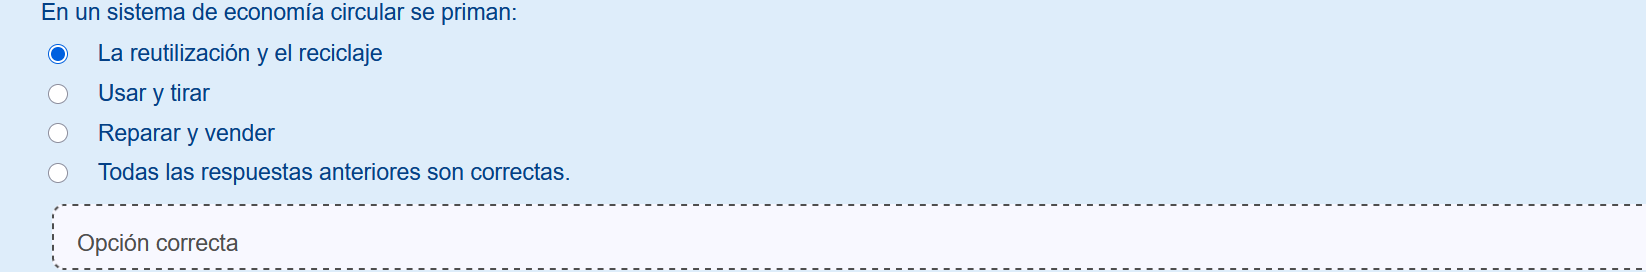 En un sistema de economía circular se priman:
La reutilización y el reciclaje
Usar y tirar
Reparar y vender
Todas las respuestas anteriores son correctas.
Opción correcta